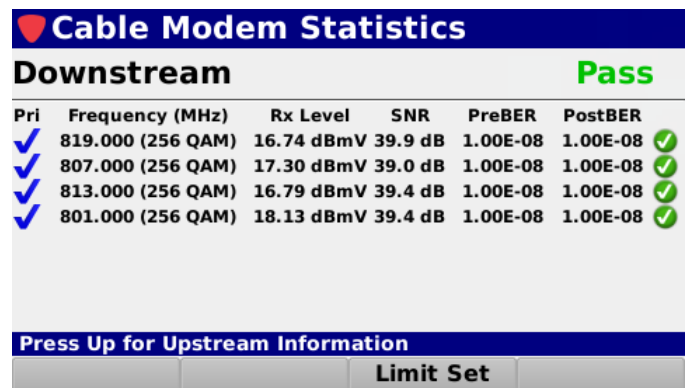 Cable Modem Statistics
Downstream Pass
Pri Frequency (MHz) Rx Level SNR PreBER PostBER
819.000 (256 QAM) 16.74 dBmV 39.9 dB 1.00E-08 1.00E-08
807.000 (256 QAM) 17.30 dBmV 39.0 dB 1.00E-08 1.00E-08
813.000 (256 QAM) 16.79 dBmV 39.4 dB 1.00E-08 1.00E-08
801.000 (256 QAM) 18.13 dBmV 39.4 dB 1.00E-08 1.00E-08
Press Up for Upstream Information
Limit Set